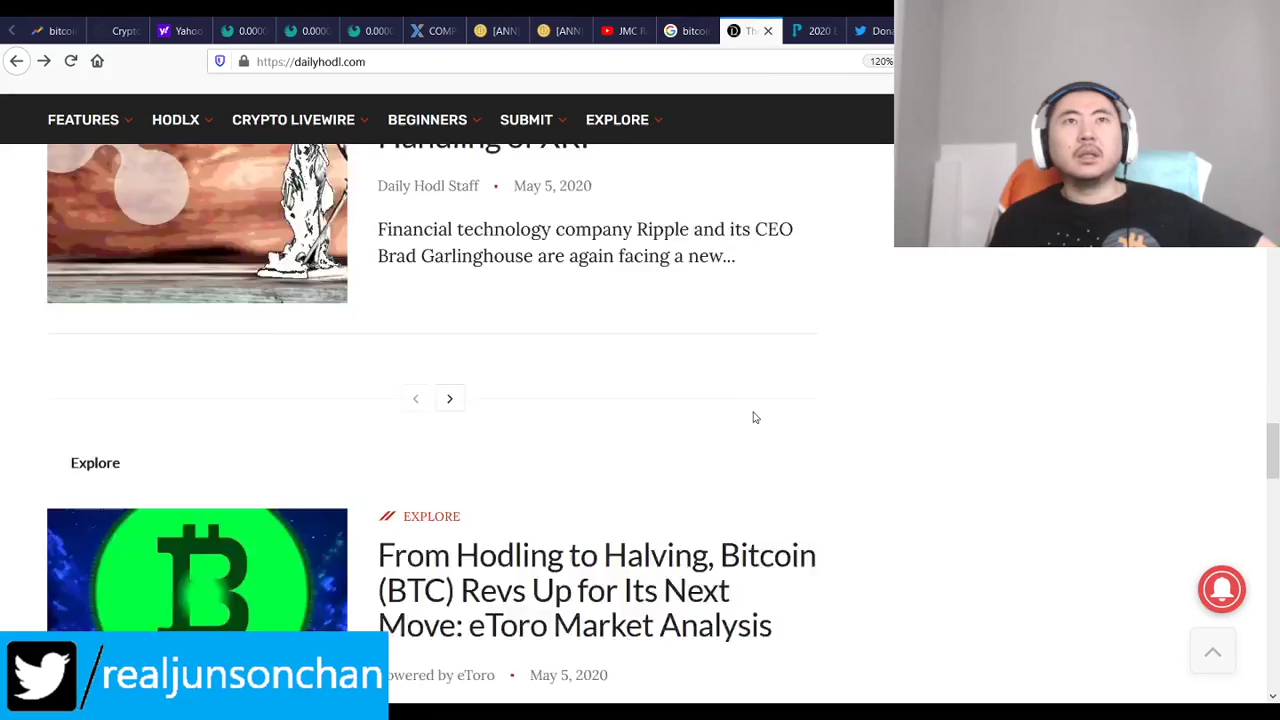 bitcoi
Crypto
Yahoo
0.000(
0.000(
0.000(
COMP
[ANN]
[ANN]
JMC R
bitcoi
Th
2020 E
Dona
https://dailyhodl.com
120%
FEATURES
HODLX
CRYPTO LIVEWIRE
BEGINNERS
SUBMIT
EXPLORE
Handling of XRP
Daily Hodl Staff • May 5, 2020
Financial technology company Ripple and its CEO
Brad Garlinghouse are again facing a new...
Explore
EXPLORE
From Hodling to Halving, Bitcoin
(BTC) Revs Up for Its Next
Move: eToro Market Analysis
owered by eToro • May 5, 2020
/realjunsonchan